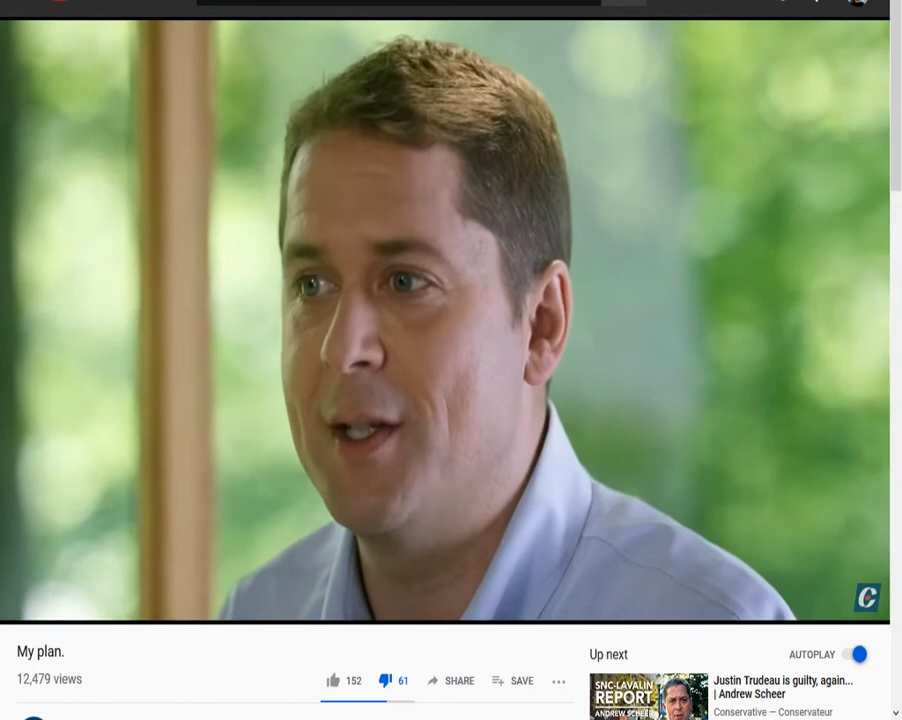 C
My plan.
12,479 views
152
61
SHARE
SAVE
Up next
AUTOPLAY
SNC-LAVALIN
REPORT
ANDREW SCHEER
Justin Trudeau is guilty, again...
| Andrew Scheer
Conservative — Conservateur